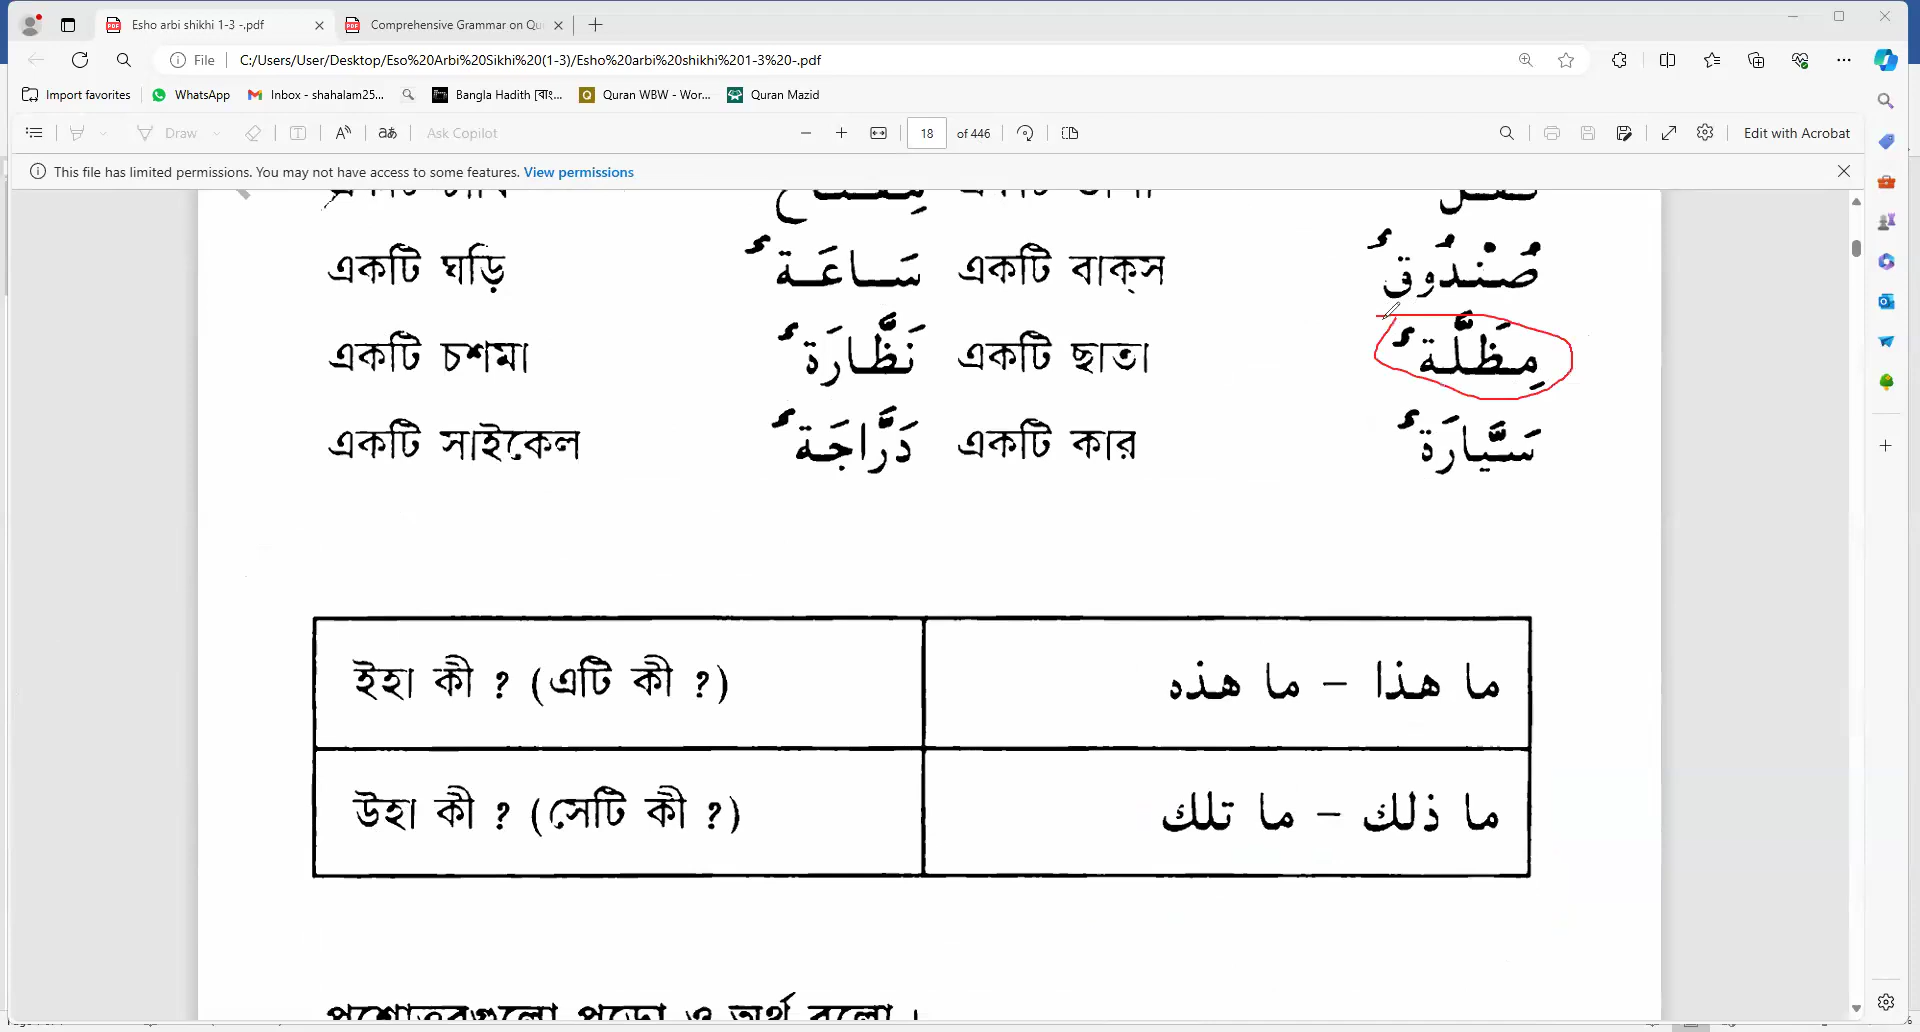 Esho arbi shikhi 1-3 -.pdf
Comprehensive Grammar on Qu
File C:/Users/User/Desktop/Eso%20Arbi%20Sikhi%20(1-3)/Esho%20arbi%20shikhi%201-3%20-.pdf
Import favorites WhatsApp Inbox - shahalam25... Bangla Hadith [বাং... Quran WBW - Wor... Quran Mazid
Draw Ask Copilot 18 of 446 Edit with Acrobat
This file has limited permissions. You may not have access to some features. View permissions
صُنْدُوقٌ একটি বাক্স سَاعَةٌ একটি ঘড়ি
مِظَلَّةٌ একটি ছাতা نَظَّارَةٌ একটি চশমা
سَيَّارَةٌ একটি কার دَرَّاجَةٌ একটি সাইকেল
ما هذا – ما هذه ইহা কী ? (এটি কী ?)
ما ذلك – ما تلك উহা কী ? (সেটি কী ?)